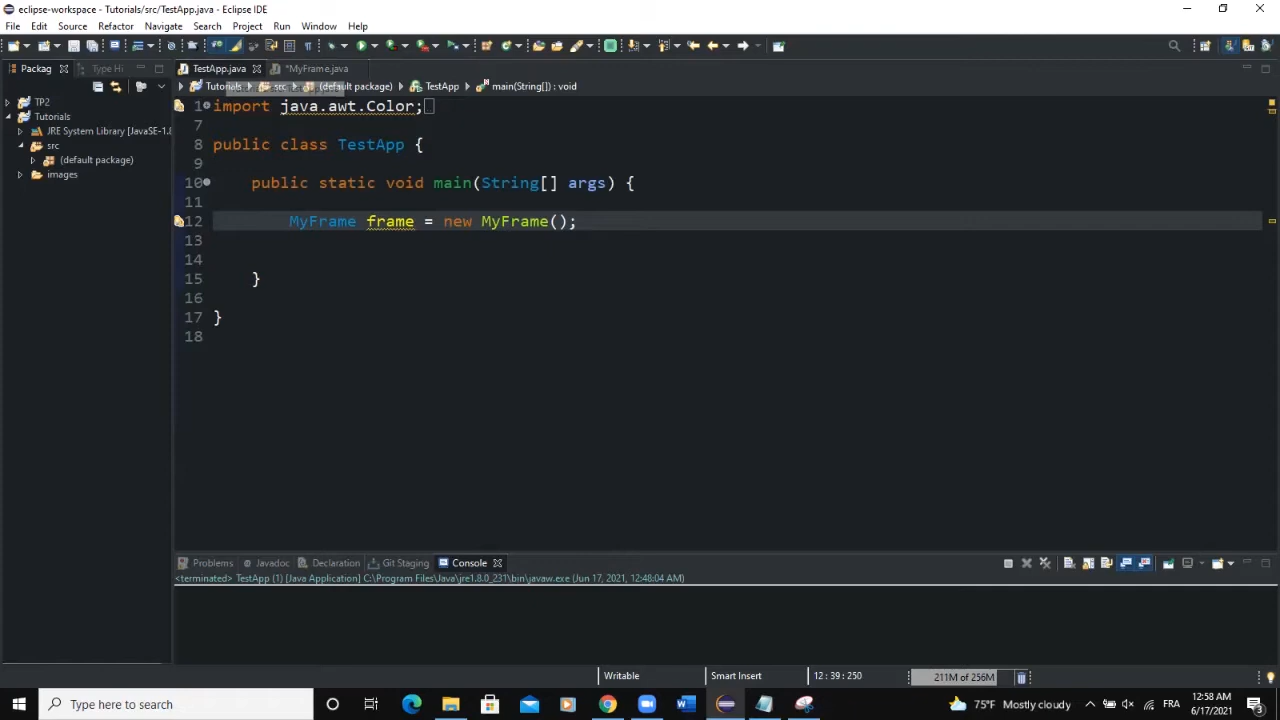 eclipse-workspace - Tutorials/src/TestApp.java - Eclipse IDE
File Edit Source Refactor Navigate Search Project Run Window Help
Packag Type Hi TestApp.java *MyFrame.java
Tutorials src (default package) TestApp main(String[]) : void
TP2
Tutorials
JRE System Library [JavaSE-1.
src
(default package)
images
1 import java.awt.Color;
7
8 public class TestApp {
9
10 public static void main(String[] args) {
11
12 MyFrame frame = new MyFrame();
13
14
15 }
16
17 }
18
Problems Javadoc Declaration Git Staging Console
<terminated> TestApp (1) [Java Application] C:\Program Files\Java\jre1.8.0_231\bin\javaw.exe (Jun 17, 2021, 12:48:04 AM)
Writable Smart Insert 12 : 39 : 250 211M of 256M
Type here to search 75°F Mostly cloudy FRA 12:58 AM
6/17/2021 3